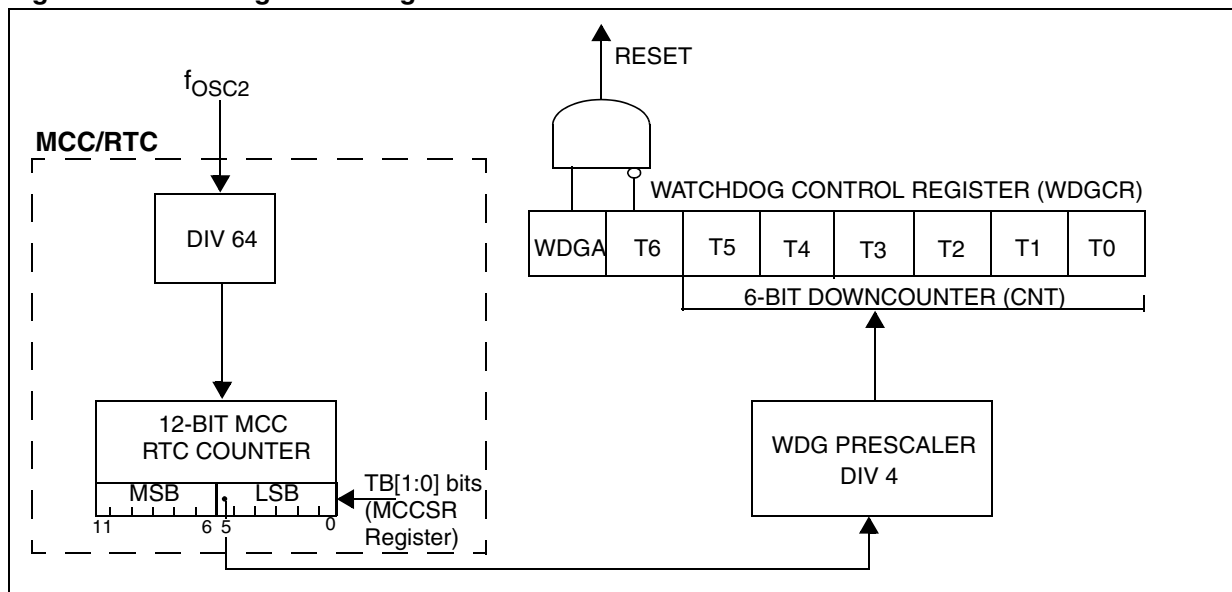 RESET
fOSC2
MCC/RTC
DIV 64
WATCHDOG CONTROL REGISTER (WDGCR)
WDGA T6 T5 T4 T3 T2 T1 T0
6-BIT DOWNCOUNTER (CNT)
12-BIT MCC
RTC COUNTER
MSB LSB
11 6 5 0
TB[1:0] bits
(MCCSR
Register)
WDG PRESCALER
DIV 4